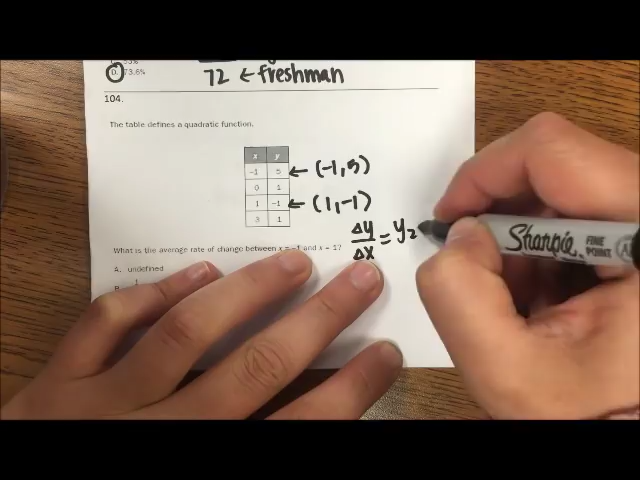 D. 73.6%
72 ← freshman
104.
The table defines a quadratic function.
x y
-1 5 ← (-1, 5)
0 1
1 -1 ← (1, -1)
3 1
Δy/Δx = y2
What is the average rate of change between x = -1 and x = 1?
A. undefined
B.
Sharpie
FINE POINT